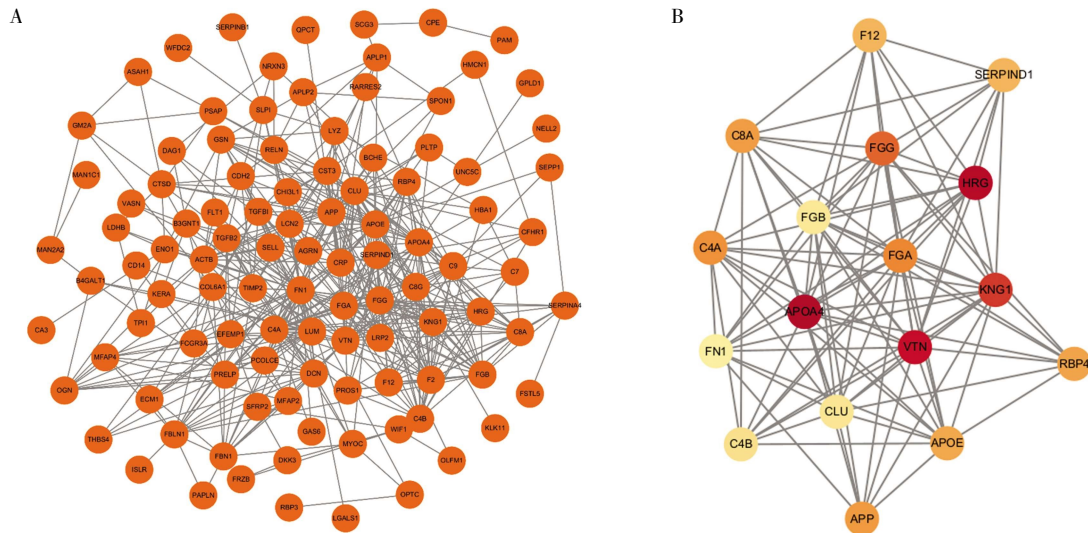 A
B
SERPINB1
QPCT
SCG3
CPE
PAM
WFDC2
NRXN3
APLP1
HMCN1
ASAH1
APLP2
RARRES2
GPLD1
PSAP
SLPI
SPON1
GM2A
LYZ
NELL2
DAG1
GSN
RELN
BCHE
PLTP
MAN1C1
CTSD
CDH2
CST3
RBP4
UNC5C
SEPP1
VASN
CHI3L1
CLU
LDHB
B3GNT1
FLT1
TGFBI
APP
APOE
HBA1
CFHR1
MAN2A2
ENO1
TGFB2
LCN2
APOA4
CD14
ACTB
SELL
AGRN
SERPIND1
CRP
C9
C7
B4GALT1
KERA
COL6A1
TIMP2
FN1
C8G
SERPINA4
CA3
TPI1
FGA
FGG
HRG
MFAP4
FCGR3A
EFEMP1
C4A
LUM
VTN
LRP2
KNG1
C8A
OGN
PRELP
PCOLCE
DCN
PROS1
F12
F2
FGB
FSTL5
ECM1
SFRP2
MFAP2
THBS4
FBLN1
GAS6
WIF1
C4B
KLK11
ISLR
FBN1
DKK3
MYOC
OLFM1
PAPLN
FRZB
RBP3
OPTC
LGALS1
F12
SERPIND1
C8A
FGG
HRG
FGB
C4A
FGA
KNG1
APOA4
FN1
VTN
RBP4
CLU
C4B
APOE
APP